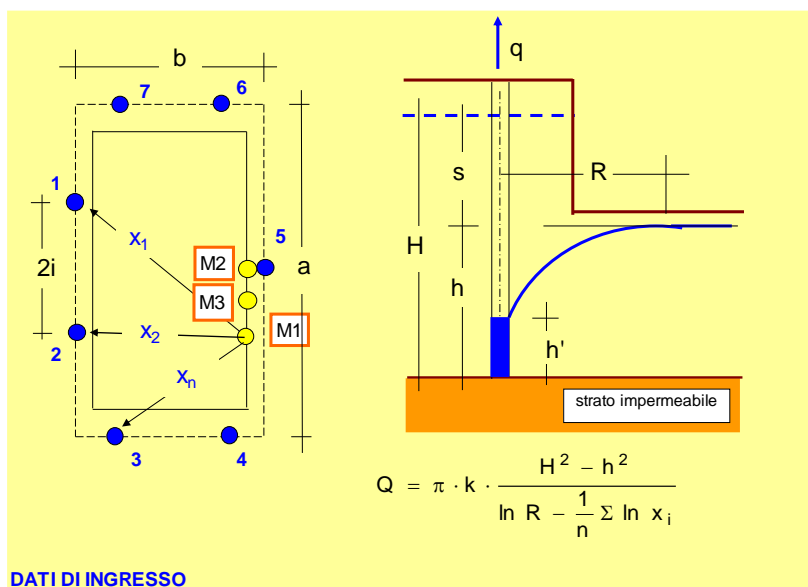 b
7
6
1
5
2i
x1
M2
a
M3
x2
M1
2
xn
3
4
q
s
R
H
h
h'
strato impermeabile
Q = π · k · (H² − h²) / (ln R − (1/n) Σ ln xi)
DATI DI INGRESSO